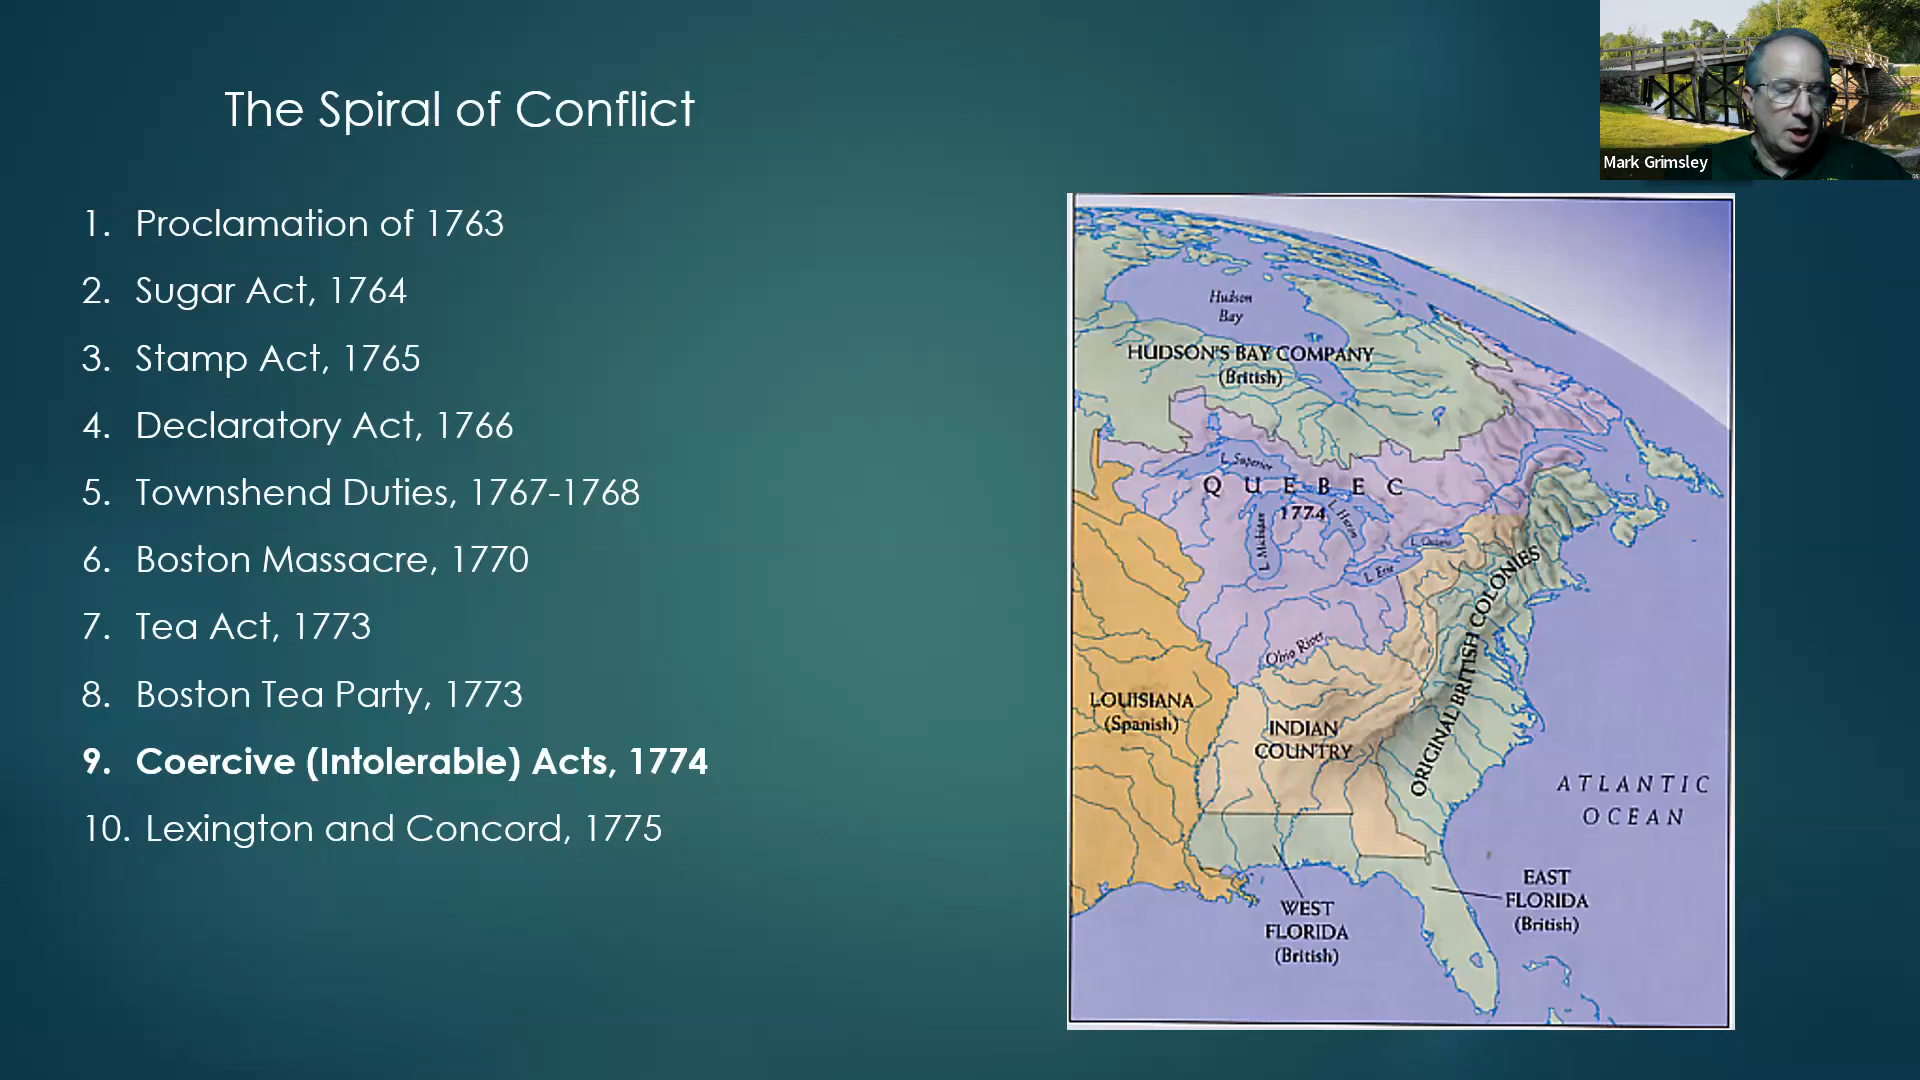 The Spiral of Conflict
1. Proclamation of 1763
2. Sugar Act, 1764
3. Stamp Act, 1765
4. Declaratory Act, 1766
5. Townshend Duties, 1767-1768
6. Boston Massacre, 1770
7. Tea Act, 1773
8. Boston Tea Party, 1773
9. Coercive (Intolerable) Acts, 1774
10. Lexington and Concord, 1775
Mark Grimsley
Hudson
Bay
HUDSON'S BAY COMPANY
(British)
L. Superior
QUEBEC
1774
L. Michigan
L. Huron
L. Ontario
L. Erie
Ohio River
ORIGINAL BRITISH COLONIES
LOUISIANA
(Spanish)
INDIAN
COUNTRY
ATLANTIC
OCEAN
EAST
FLORIDA
(British)
WEST
FLORIDA
(British)